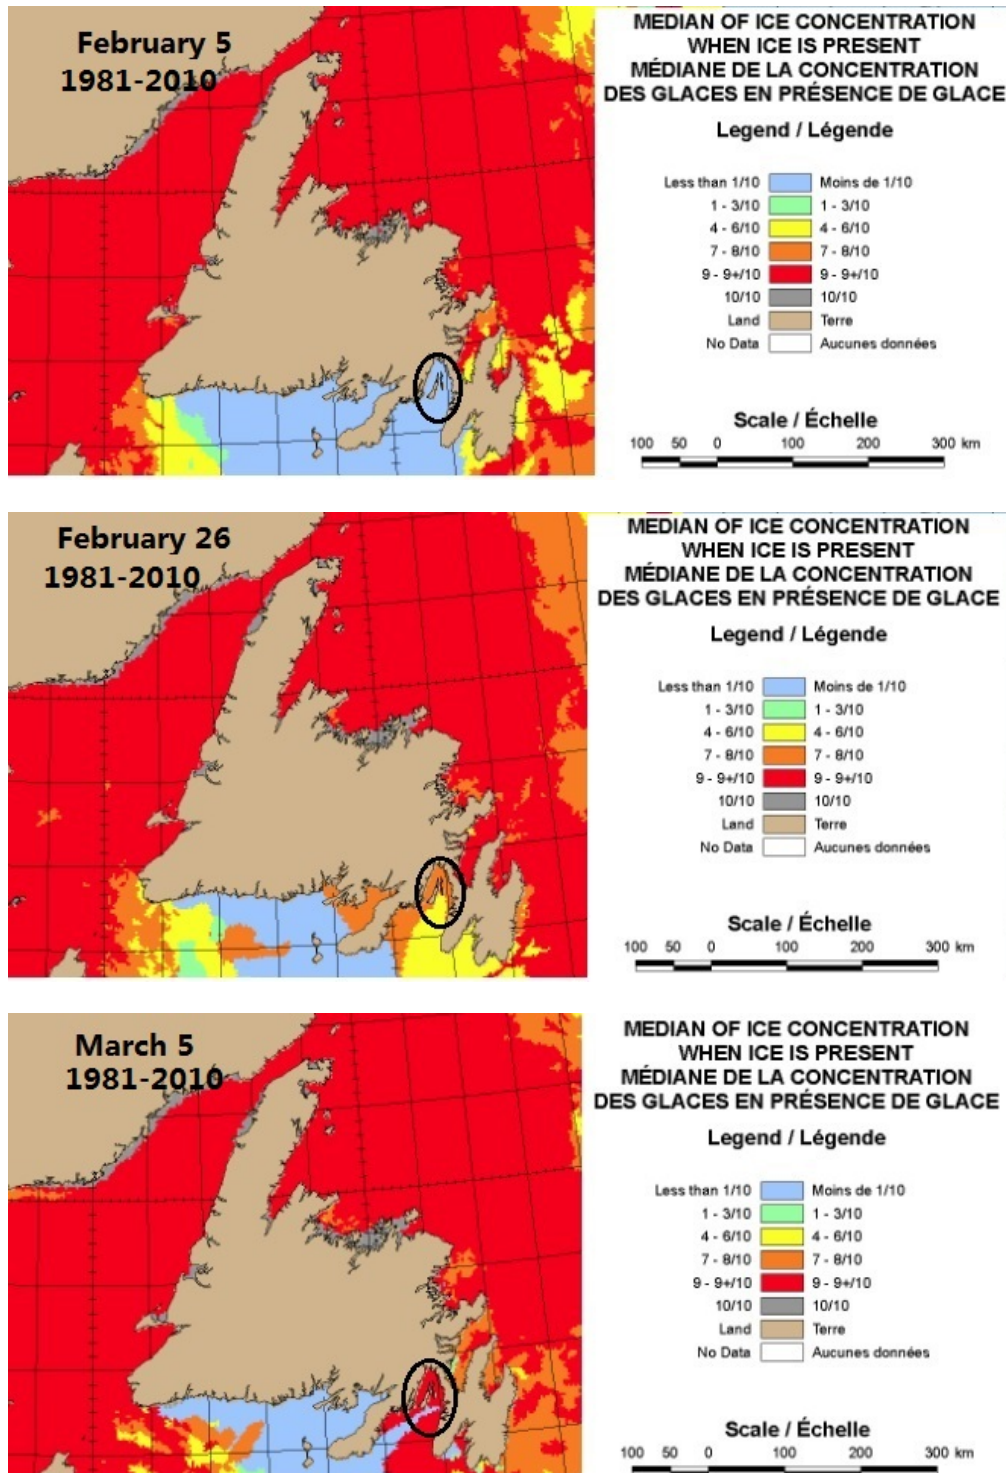 February 5
1981-2010
MEDIAN OF ICE CONCENTRATION
WHEN ICE IS PRESENT
MÉDIANE DE LA CONCENTRATION
DES GLACES EN PRÉSENCE DE GLACE
Legend / Légende
Less than 1/10 Moins de 1/10
1 - 3/10 1 - 3/10
4 - 6/10 4 - 6/10
7 - 8/10 7 - 8/10
9 - 9+/10 9 - 9+/10
10/10 10/10
Land Terre
No Data Aucunes données
Scale / Échelle
100 50 0 100 200 300 km
February 26
1981-2010
MEDIAN OF ICE CONCENTRATION
WHEN ICE IS PRESENT
MÉDIANE DE LA CONCENTRATION
DES GLACES EN PRÉSENCE DE GLACE
Legend / Légende
Less than 1/10 Moins de 1/10
1 - 3/10 1 - 3/10
4 - 6/10 4 - 6/10
7 - 8/10 7 - 8/10
9 - 9+/10 9 - 9+/10
10/10 10/10
Land Terre
No Data Aucunes données
Scale / Échelle
100 50 0 100 200 300 km
March 5
1981-2010
MEDIAN OF ICE CONCENTRATION
WHEN ICE IS PRESENT
MÉDIANE DE LA CONCENTRATION
DES GLACES EN PRÉSENCE DE GLACE
Legend / Légende
Less than 1/10 Moins de 1/10
1 - 3/10 1 - 3/10
4 - 6/10 4 - 6/10
7 - 8/10 7 - 8/10
9 - 9+/10 9 - 9+/10
10/10 10/10
Land Terre
No Data Aucunes données
Scale / Échelle
100 50 0 100 200 300 km